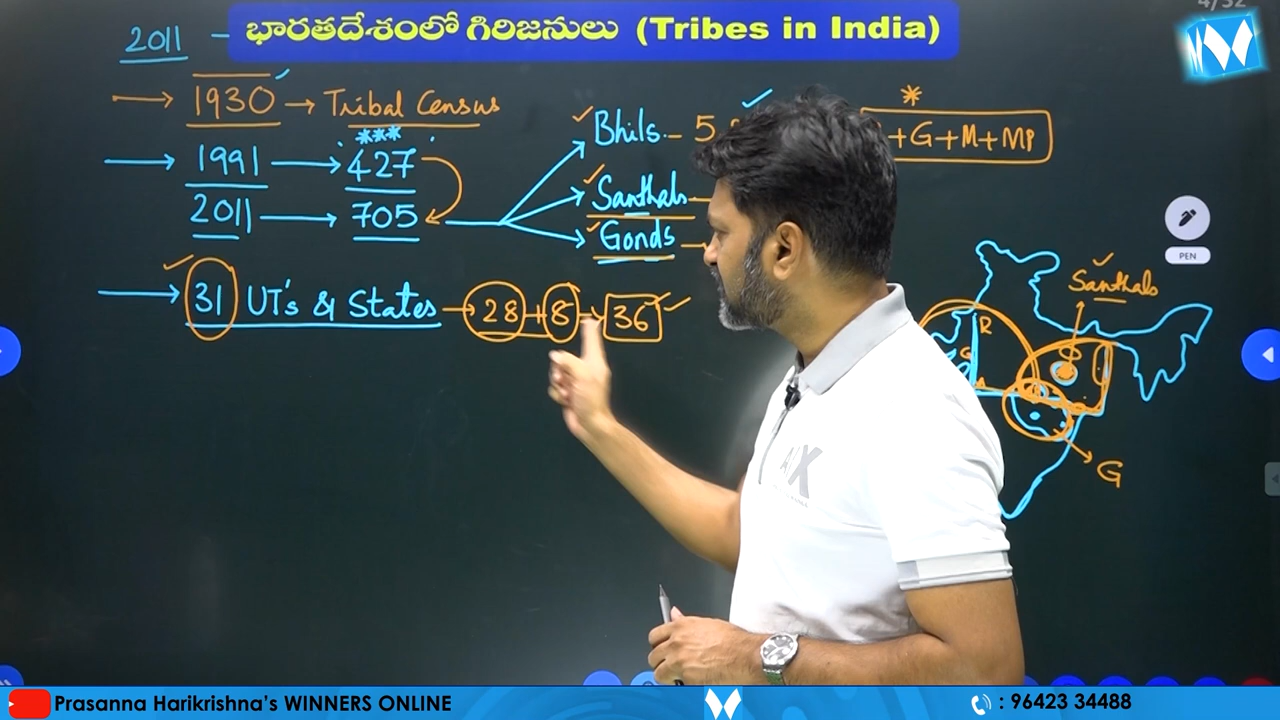 2011 - భారతదేశంలో గిరిజనులు (Tribes in India)
→ 1930 → Tribal Census
***
→ 1991 → 427
2011 → 705
Bhils - 5
Santhals
Gonds
*
+G+M+MP
→ 31 UT's & States → 28+8→36
PEN
Santhals
R
G
G
Prasanna Harikrishna's WINNERS ONLINE
: 96423 34488